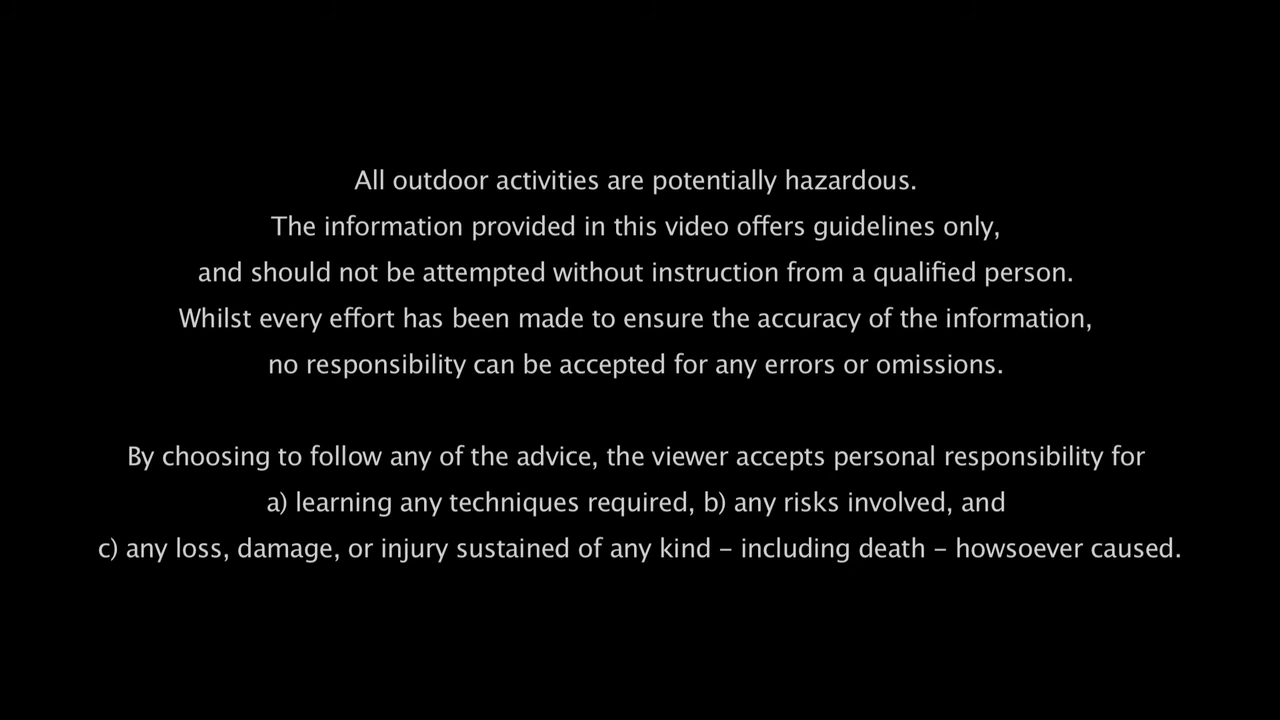 All outdoor activities are potentially hazardous.
The information provided in this video offers guidelines only,
and should not be attempted without instruction from a qualified person.
Whilst every effort has been made to ensure the accuracy of the information,
no responsibility can be accepted for any errors or omissions.
By choosing to follow any of the advice, the viewer accepts personal responsibility for
a) learning any techniques required, b) any risks involved, and
c) any loss, damage, or injury sustained of any kind – including death – howsoever caused.